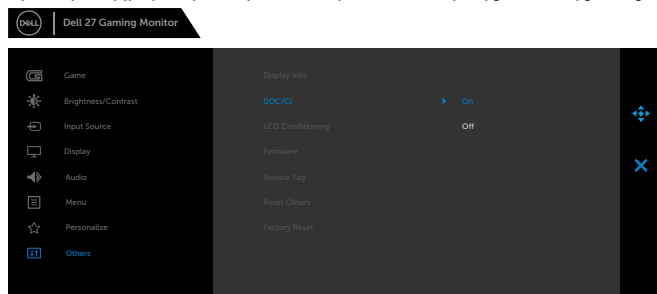 DELL Dell 27 Gaming Monitor
Game Display Info
Brightness/Contrast DDC/CI On
Input Source LCD Conditioning Off
Display Firmware
Audio Service Tag
Menu Reset Others
Personalize Factory Reset
Others